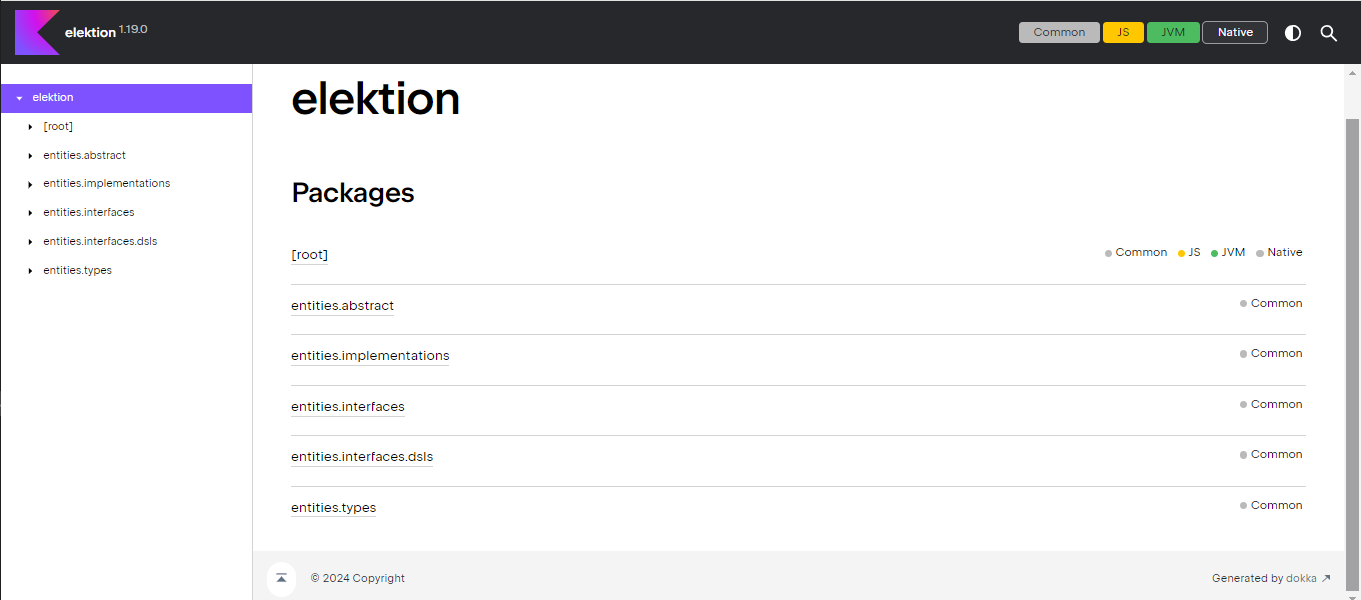 elektion 1.19.0
Common JS JVM Native
elektion
[root]
entities.abstract
entities.implementations
entities.interfaces
entities.interfaces.dsls
entities.types
elektion
Packages
[root] Common JS JVM Native
entities.abstract Common
entities.implementations Common
entities.interfaces Common
entities.interfaces.dsls Common
entities.types Common
© 2024 Copyright Generated by dokka